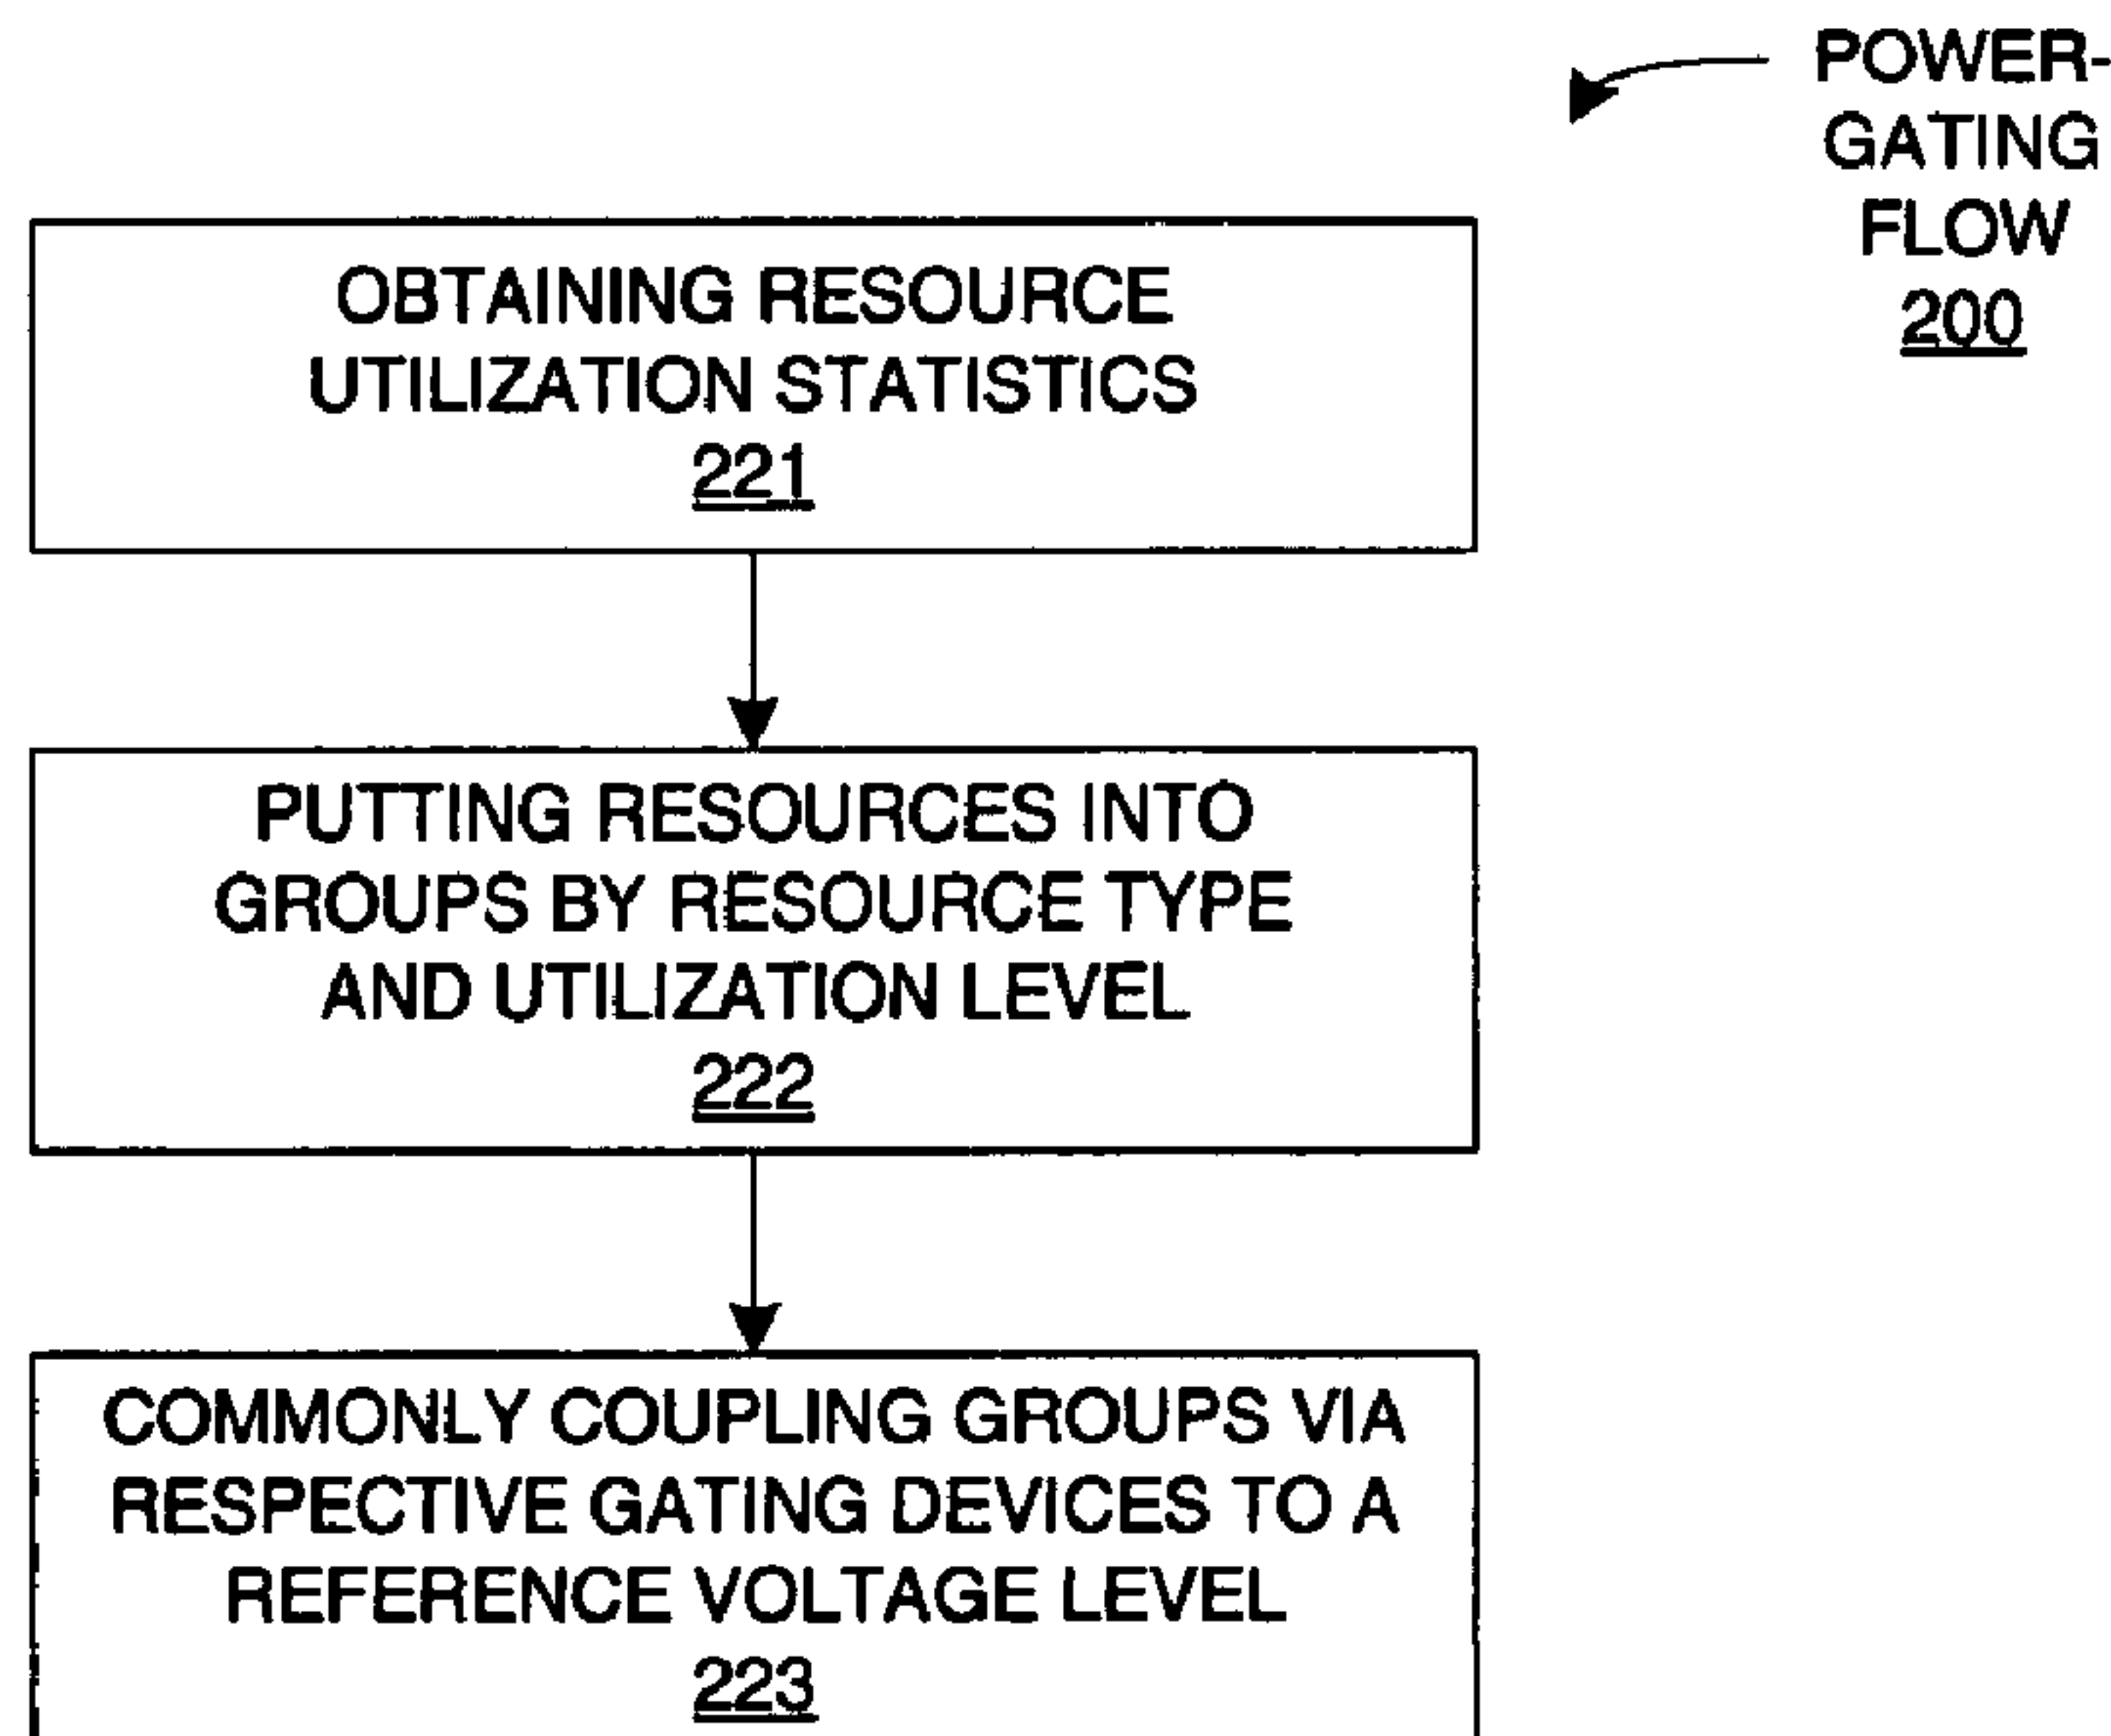 POWER-
GATING
FLOW
200
OBTAINING RESOURCE
UTILIZATION STATISTICS
221
PUTTING RESOURCES INTO
GROUPS BY RESOURCE TYPE
AND UTILIZATION LEVEL
222
COMMONLY COUPLING GROUPS VIA
RESPECTIVE GATING DEVICES TO A
REFERENCE VOLTAGE LEVEL
223